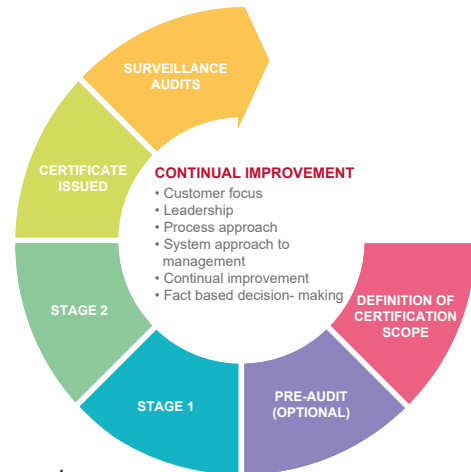 SURVEILLANCE
AUDITS
CERTIFICATE
ISSUED
CONTINUAL IMPROVEMENT
• Customer focus
• Leadership
• Process approach
• System approach to
management
• Continual improvement
• Fact based decision- making
STAGE 2
DEFINITION OF
CERTIFICATION
SCOPE
STAGE 1
PRE-AUDIT
(OPTIONAL)